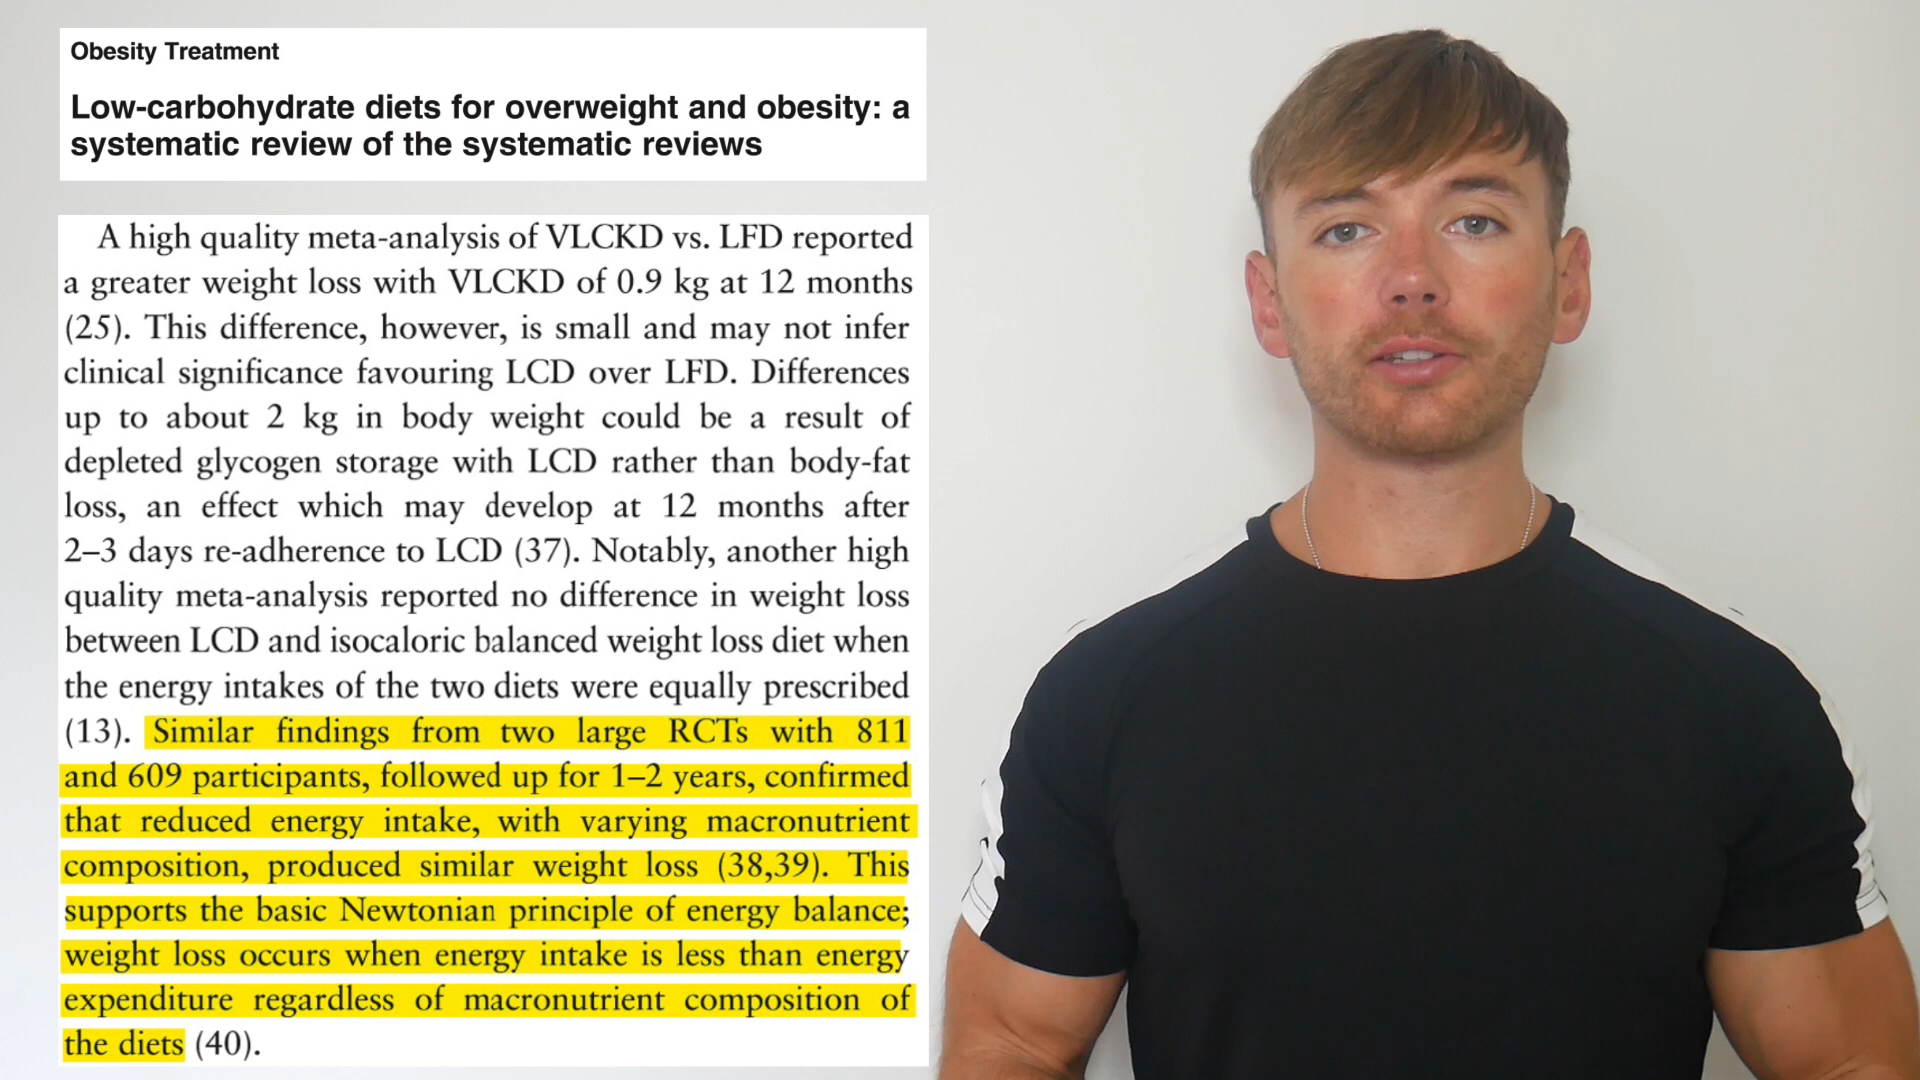 Obesity Treatment
Low-carbohydrate diets for overweight and obesity: a
systematic review of the systematic reviews
A high quality meta-analysis of VLCKD vs. LFD reported
a greater weight loss with VLCKD of 0.9 kg at 12 months
(25). This difference, however, is small and may not infer
clinical significance favouring LCD over LFD. Differences
up to about 2 kg in body weight could be a result of
depleted glycogen storage with LCD rather than body-fat
loss, an effect which may develop at 12 months after
2–3 days re-adherence to LCD (37). Notably, another high
quality meta-analysis reported no difference in weight loss
between LCD and isocaloric balanced weight loss diet when
the energy intakes of the two diets were equally prescribed
(13). Similar findings from two large RCTs with 811
and 609 participants, followed up for 1–2 years, confirmed
that reduced energy intake, with varying macronutrient
composition, produced similar weight loss (38,39). This
supports the basic Newtonian principle of energy balance;
weight loss occurs when energy intake is less than energy
expenditure regardless of macronutrient composition of
the diets (40).